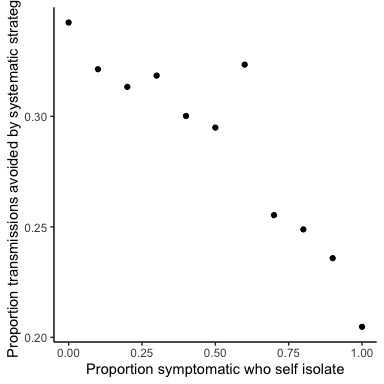 Proportion transmissions avoided by systematic strateg
0.30
0.25
0.20
0.00 0.25 0.50 0.75 1.00
Proportion symptomatic who self isolate